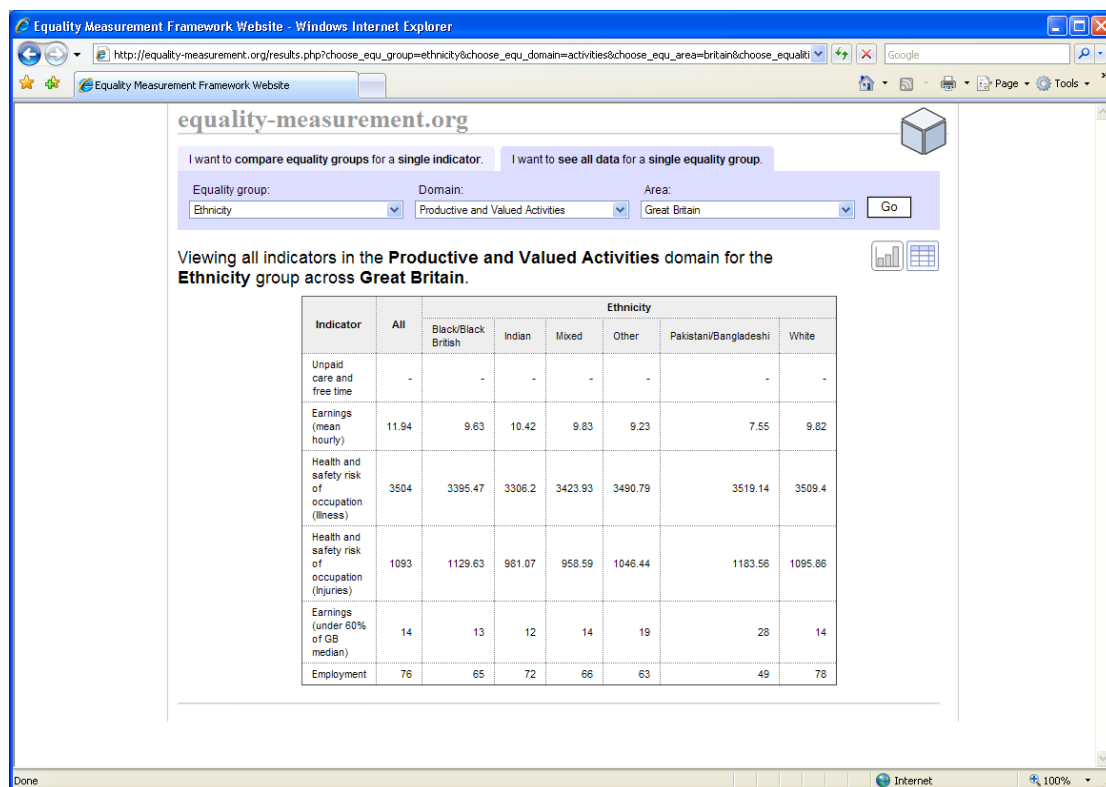 Equality Measurement Framework Website - Windows Internet Explorer
http://equality-measurement.org/results.php?choose_equ_group=ethnicity&choose_equ_domain=activities&choose_equ_area=britain&choose_equaliti
Google
Equality Measurement Framework Website
Page
Tools
»
equality-measurement.org
I want to compare equality groups for a single indicator.
I want to see all data for a single equality group.
Equality group: Domain: Area:
Ethnicity Productive and Valued Activities Great Britain Go
Viewing all indicators in the Productive and Valued Activities domain for the
Ethnicity group across Great Britain.
Ethnicity
Indicator All Black/Black Indian Mixed Other Pakistani/Bangladeshi White
British
Unpaid
care and - - - - - - -
free time
Earnings
(mean 11.94 9.63 10.42 9.83 9.23 7.55 9.82
hourly)
Health and
safety risk
of 3504 3395.47 3306.2 3423.93 3490.79 3519.14 3509.4
occupation
(Illness)
Health and
safety risk
of 1093 1129.63 981.07 958.59 1046.44 1183.56 1095.86
occupation
(Injuries)
Earnings
(under 60% 14 13 12 14 19 28 14
of GB
median)
Employment 76 65 72 66 63 49 78
Done Internet 100%